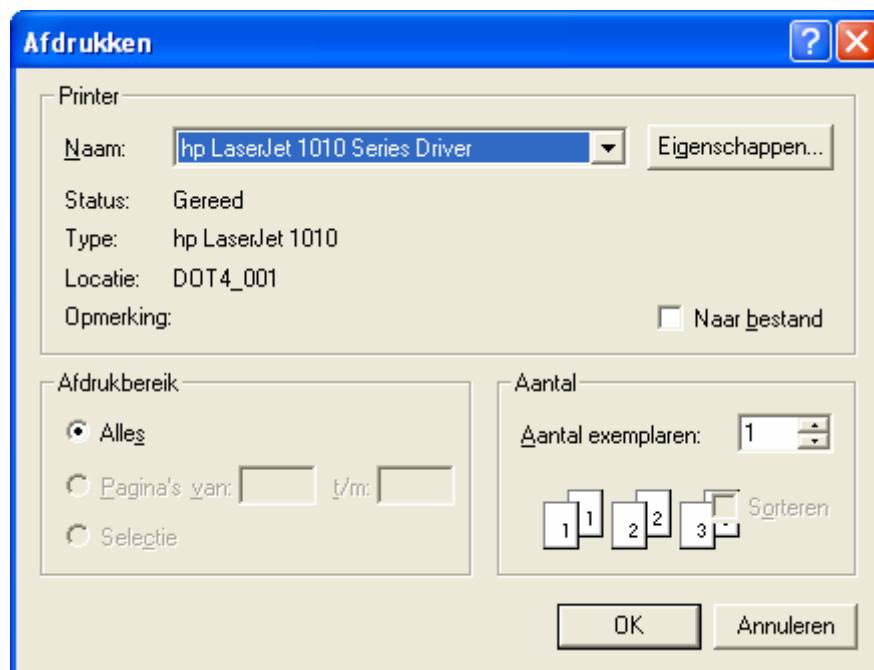 Afdrukken
Printer
Naam: hp LaserJet 1010 Series Driver Eigenschappen...
Status: Gereed
Type: hp LaserJet 1010
Locatie: DOT4_001
Opmerking: Naar bestand
Afdrukbereik
Alles
Pagina's van: t/m:
Selectie
Aantal
Aantal exemplaren: 1
1 1 2 2 3 Sorteren
OK Annuleren